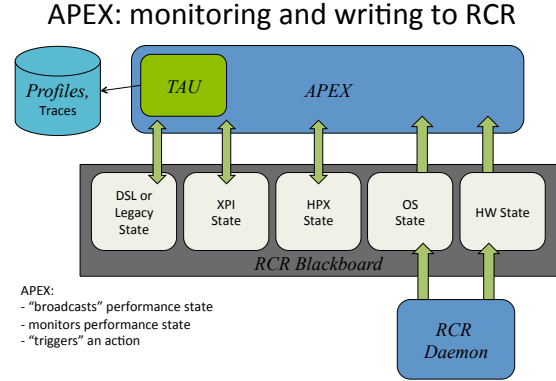 APEX: monitoring and writing to RCR
Profiles,
Traces
TAU
APEX
DSL or
Legacy
State
XPI
State
HPX
State
OS
State
HW State
RCR Blackboard
APEX:
- “broadcasts” performance state
- monitors performance state
- “triggers” an action
RCR
Daemon